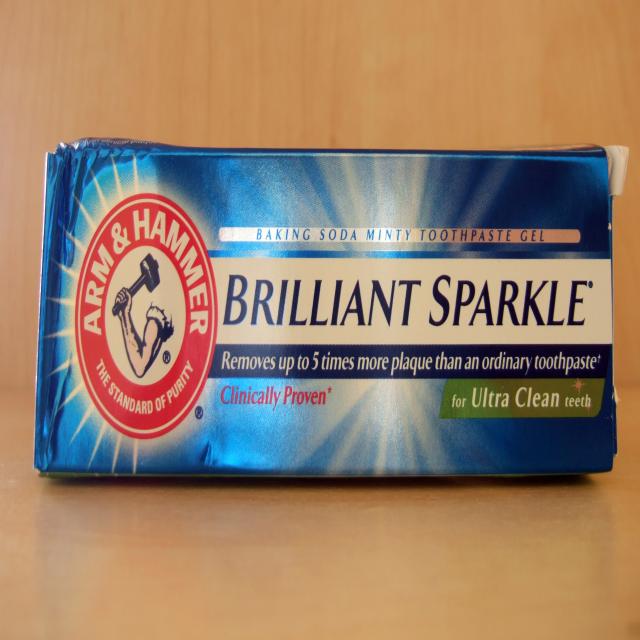 ARM & HAMMER
THE STANDARD OF PURITY
®
®
BAKING SODA MINTY TOOTHPASTE GEL
BRILLIANT SPARKLE*
Removes up to 5 times more plaque than an ordinary toothpaste†
Clinically Proven*
for Ultra Clean teeth